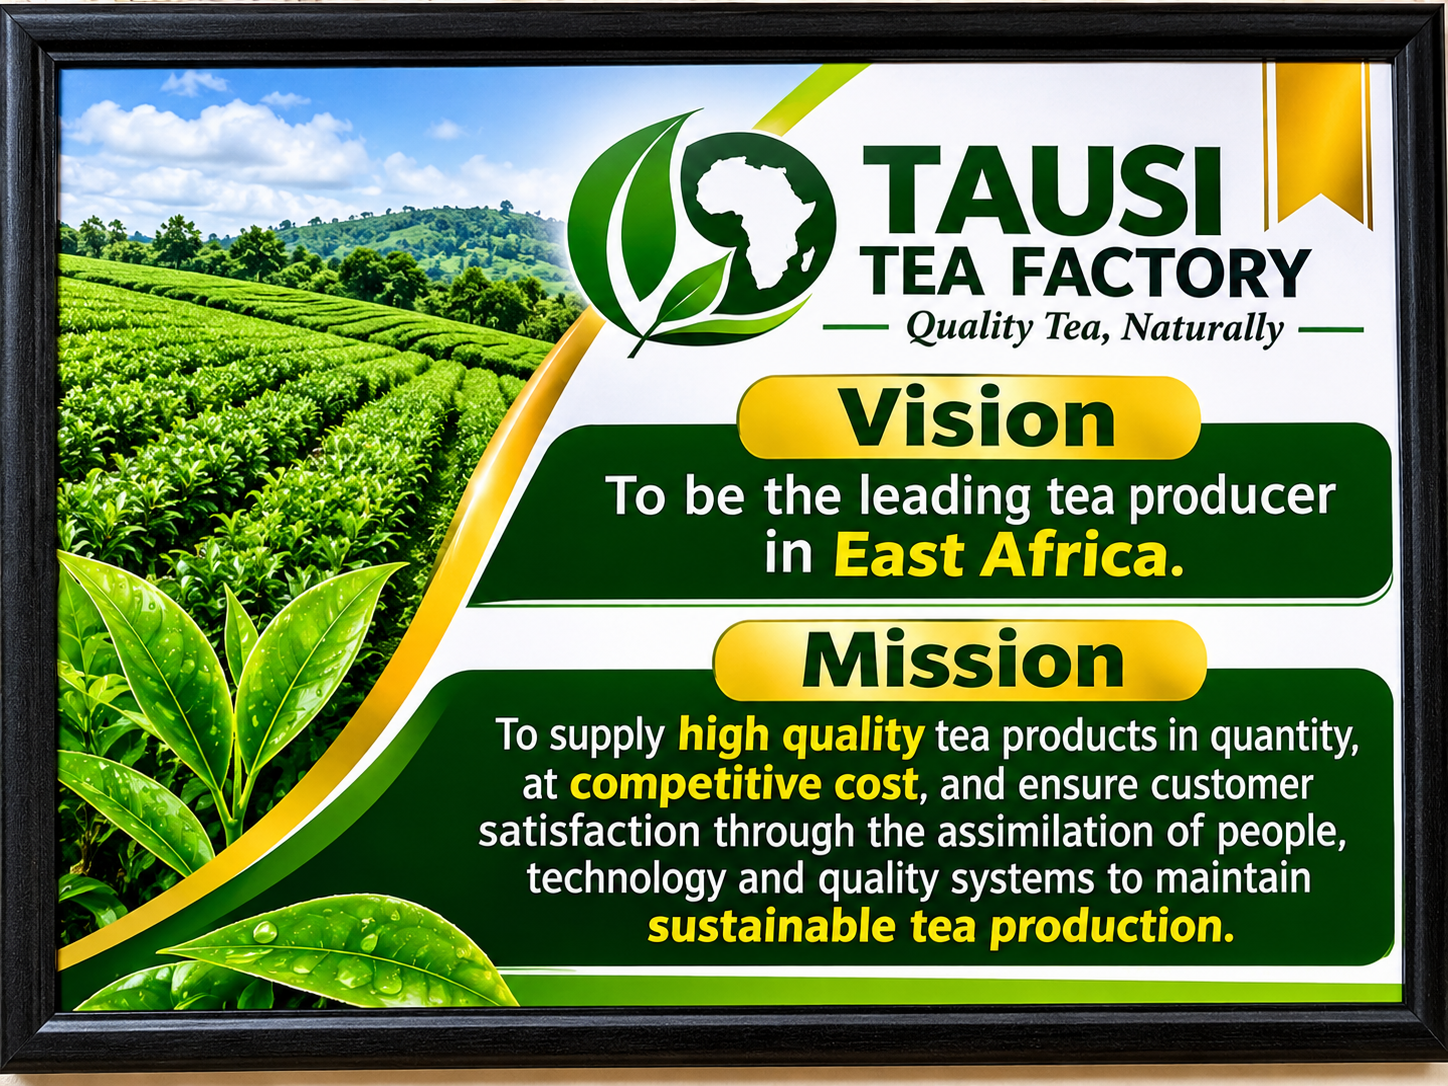 TAUSI
TEA FACTORY
Quality Tea, Naturally
Vision
To be the leading tea producer
in East Africa.
Mission
To supply high quality tea products in quantity,
at competitive cost, and ensure customer
satisfaction through the assimilation of people,
technology and quality systems to maintain
sustainable tea production.